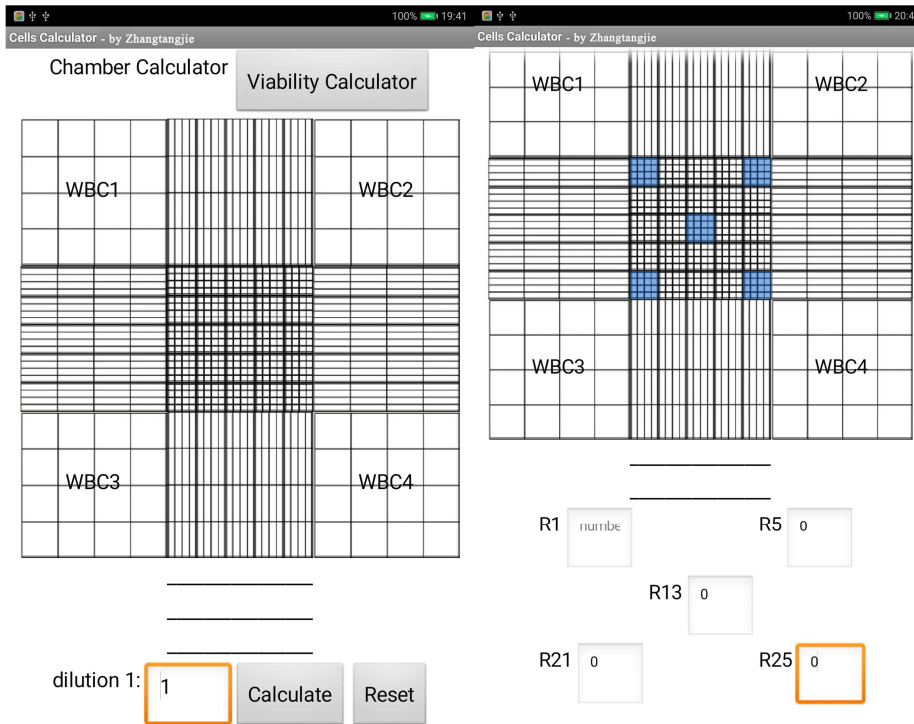 100% 19:41
Cells Calculator - by Zhangtangjie
Chamber Calculator
Viability Calculator
WBC1
WBC2
WBC3
WBC4
dilution 1:
1
Calculate
Reset
100% 20:4
Cells Calculator - by Zhangtangjie
WBC1
WBC2
WBC3
WBC4
R1
numbe
R5
0
R13
0
R21
0
R25
0